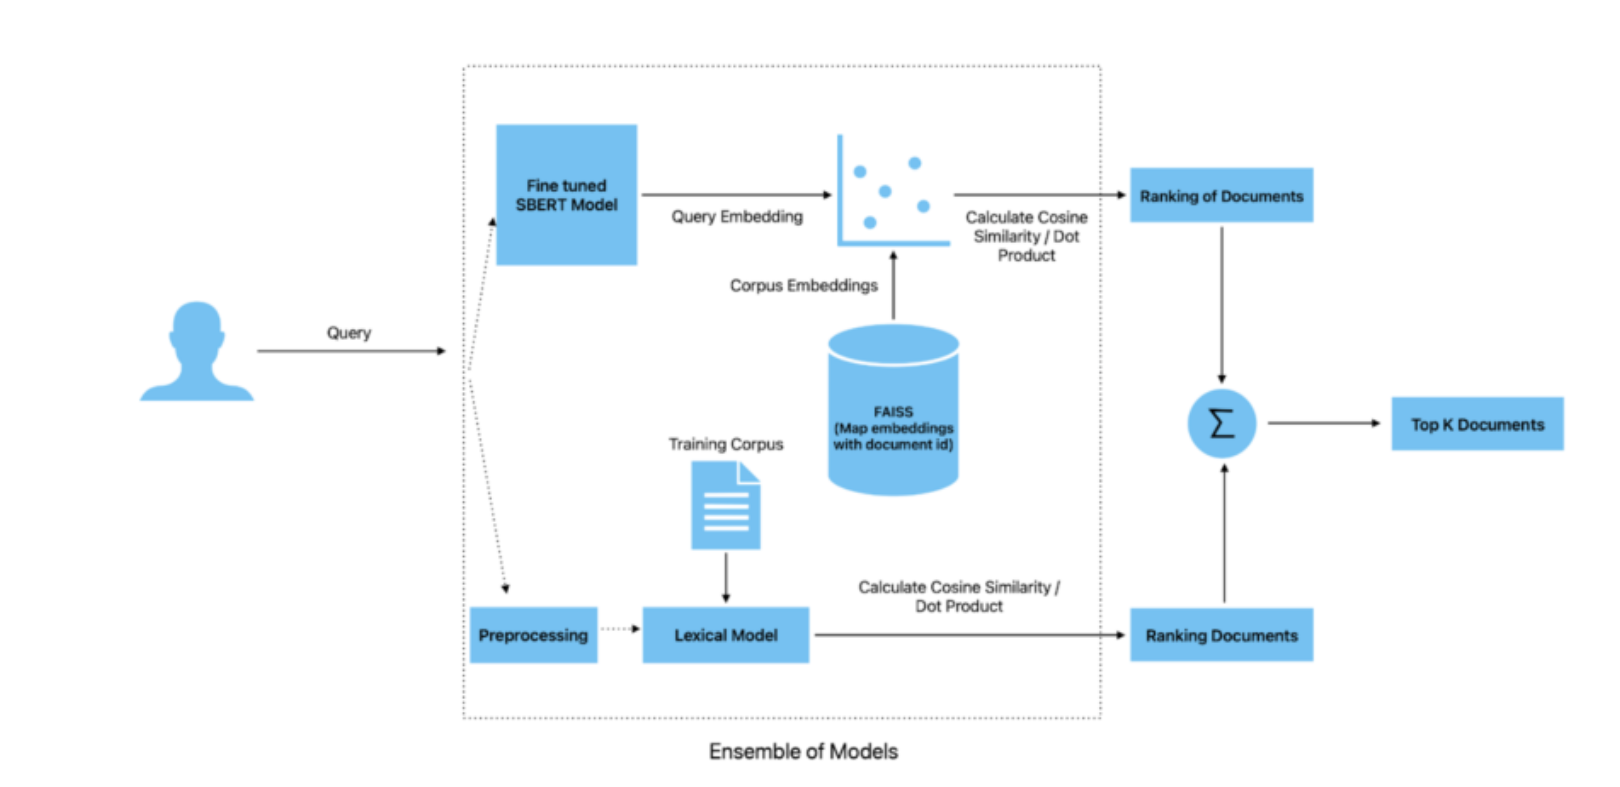 Query
Fine tuned
SBERT Model
Query Embedding
Calculate Cosine
Similarity / Dot
Product
Ranking of Documents
Corpus Embeddings
FAISS
(Map embeddings
with document id)
Training Corpus
Preprocessing
Lexical Model
Calculate Cosine Similarity /
Dot Product
Ranking Documents
Σ
Top K Documents
Ensemble of Models